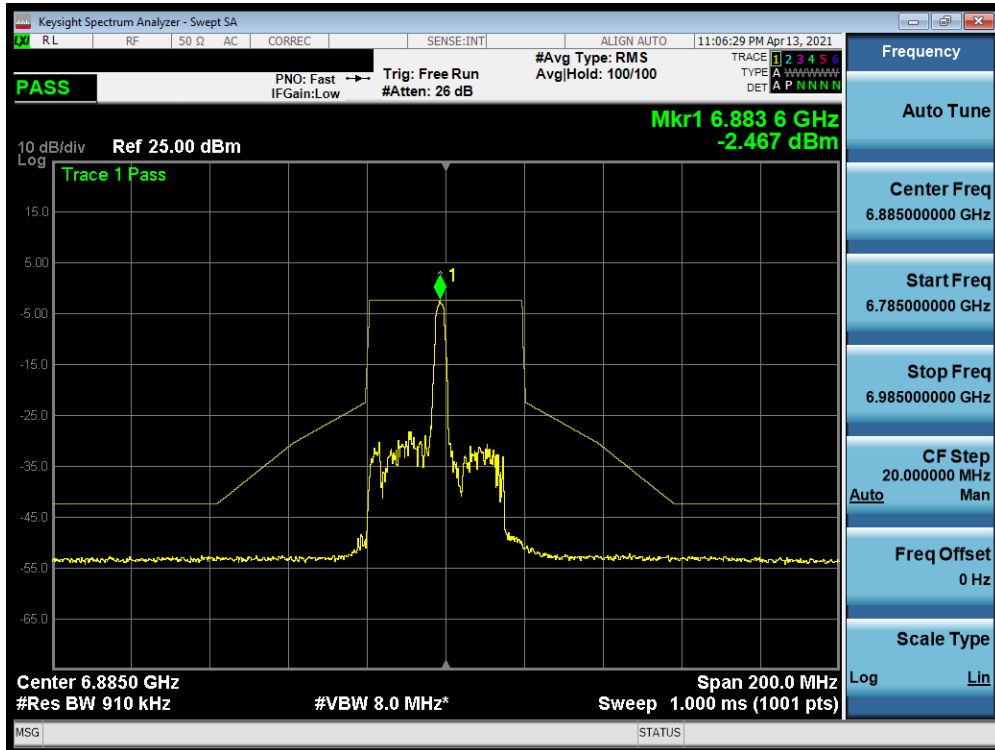 Keysight Spectrum Analyzer - Swept SA
LXI RL RF 50 Ω AC CORREC SENSE:INT ALIGN AUTO 11:06:29 PM Apr 13, 2021
PASS
PNO: Fast
IFGain:Low
Trig: Free Run
#Atten: 26 dB
#Avg Type: RMS
Avg|Hold: 100/100
TRACE 1 2 3 4 5 6
TYPE A WWWWW
DET A P N N N N
Mkr1 6.883 6 GHz
-2.467 dBm
10 dB/div Ref 25.00 dBm
Log
Trace 1 Pass
1
15.0
5.00
-5.00
-15.0
-25.0
-35.0
-45.0
-55.0
-65.0
Center 6.8850 GHz Span 200.0 MHz
#Res BW 910 kHz #VBW 8.0 MHz* Sweep 1.000 ms (1001 pts)
MSG STATUS
Frequency
Auto Tune
Center Freq
6.885000000 GHz
Start Freq
6.785000000 GHz
Stop Freq
6.985000000 GHz
CF Step
20.000000 MHz
Auto Man
Freq Offset
0 Hz
Scale Type
Log Lin